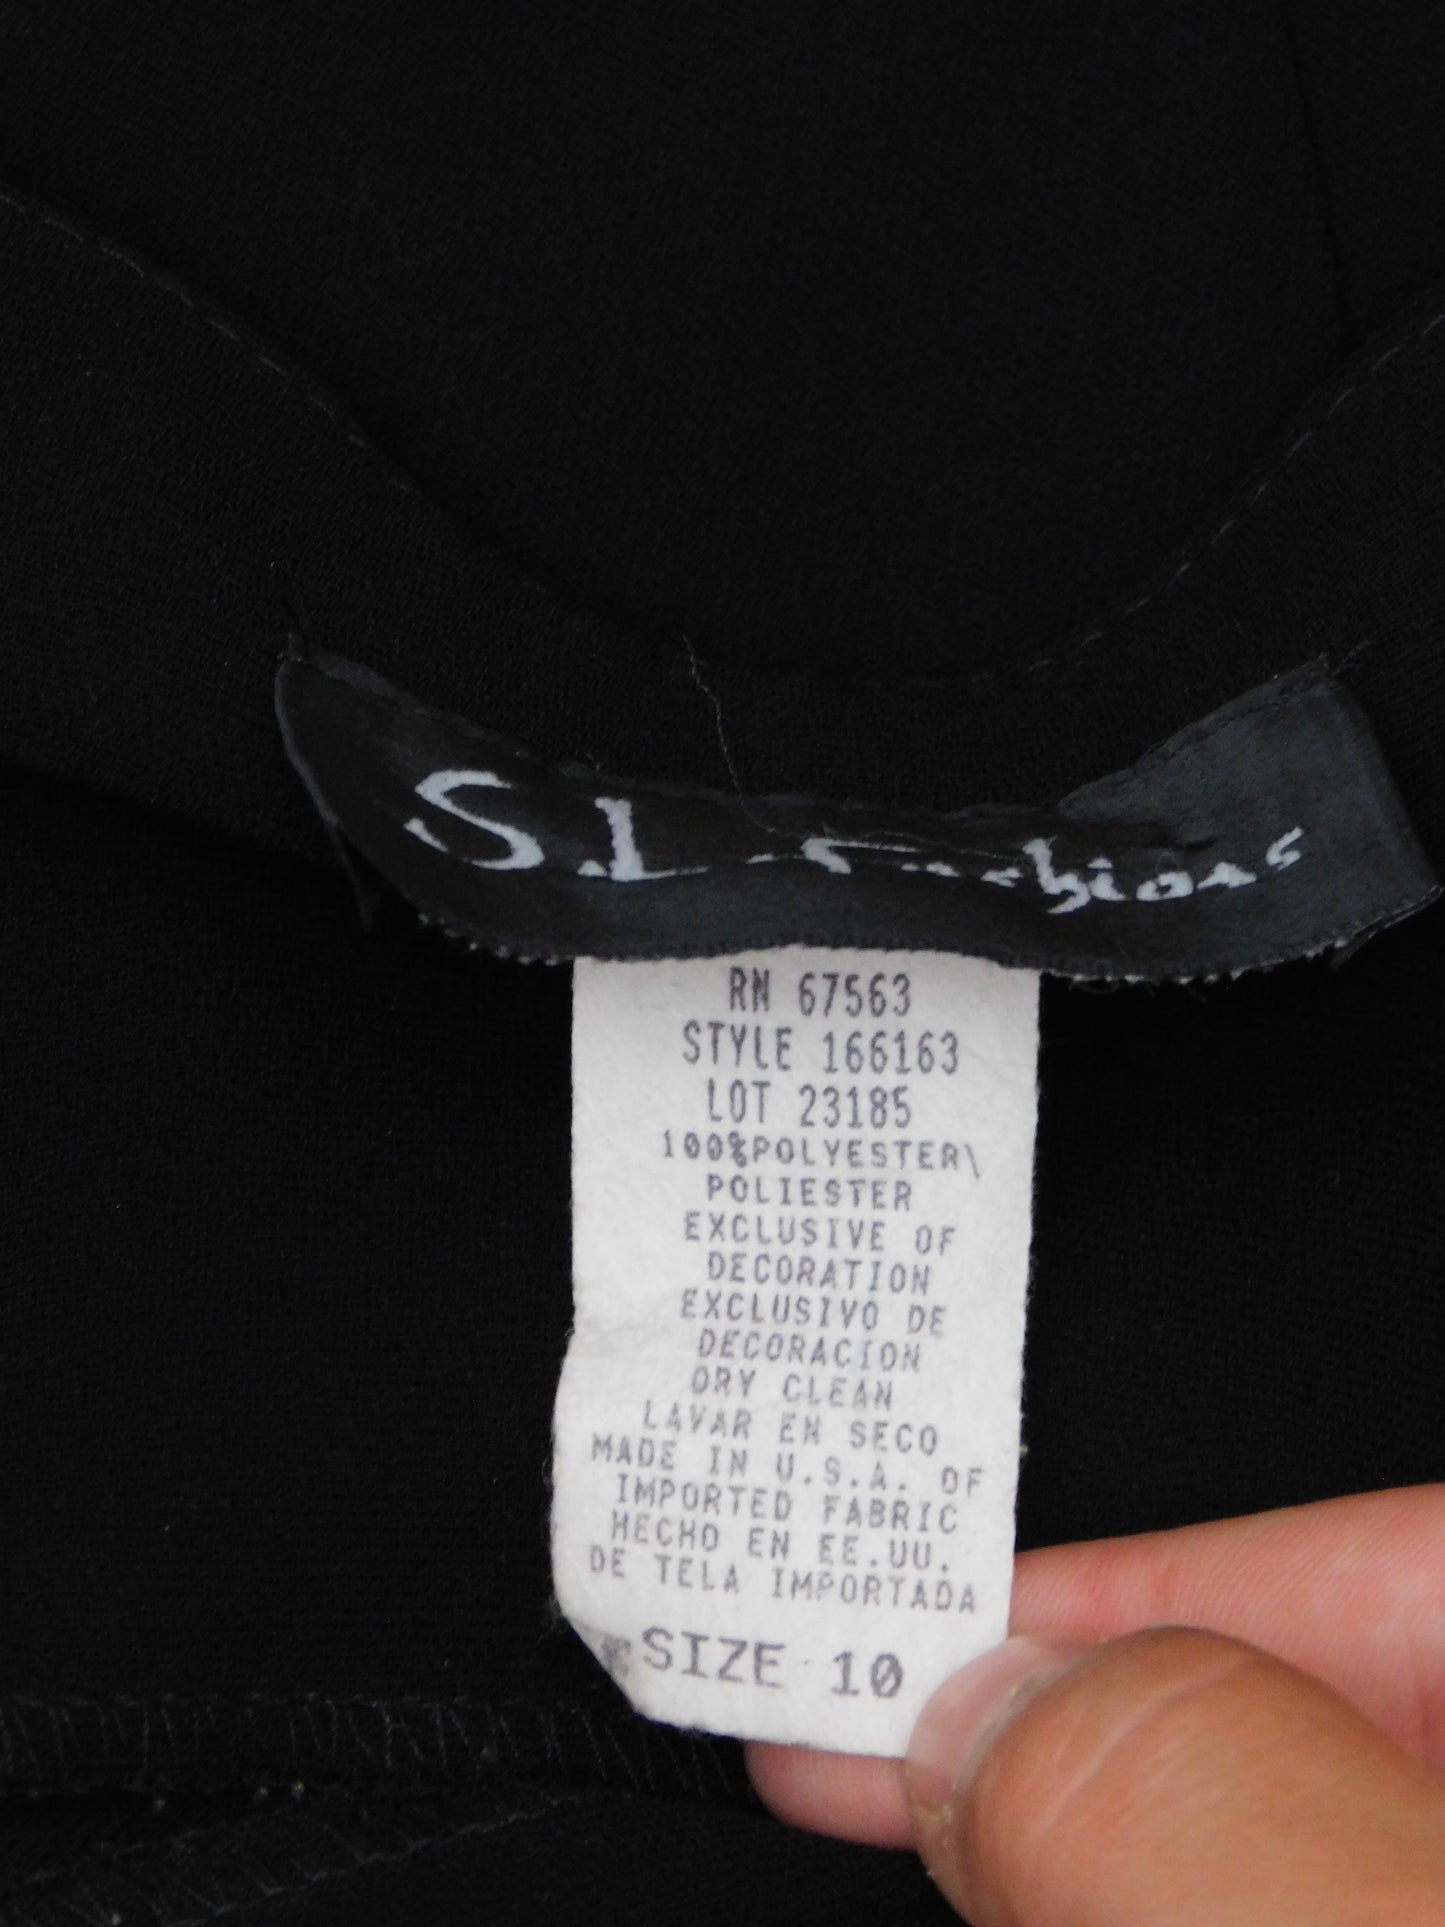 S.L. Fashions
RN 67563
STYLE 166163
LOT 23185
100%POLYESTER\
POLIESTER
EXCLUSIVE OF
DECORATION
EXCLUSIVO DE
DECORACION
DRY CLEAN
LAVAR EN SECO
MADE IN U.S.A. OF
IMPORTED FABRIC
HECHO EN EE.UU.
DE TELA IMPORTADA
SIZE 10